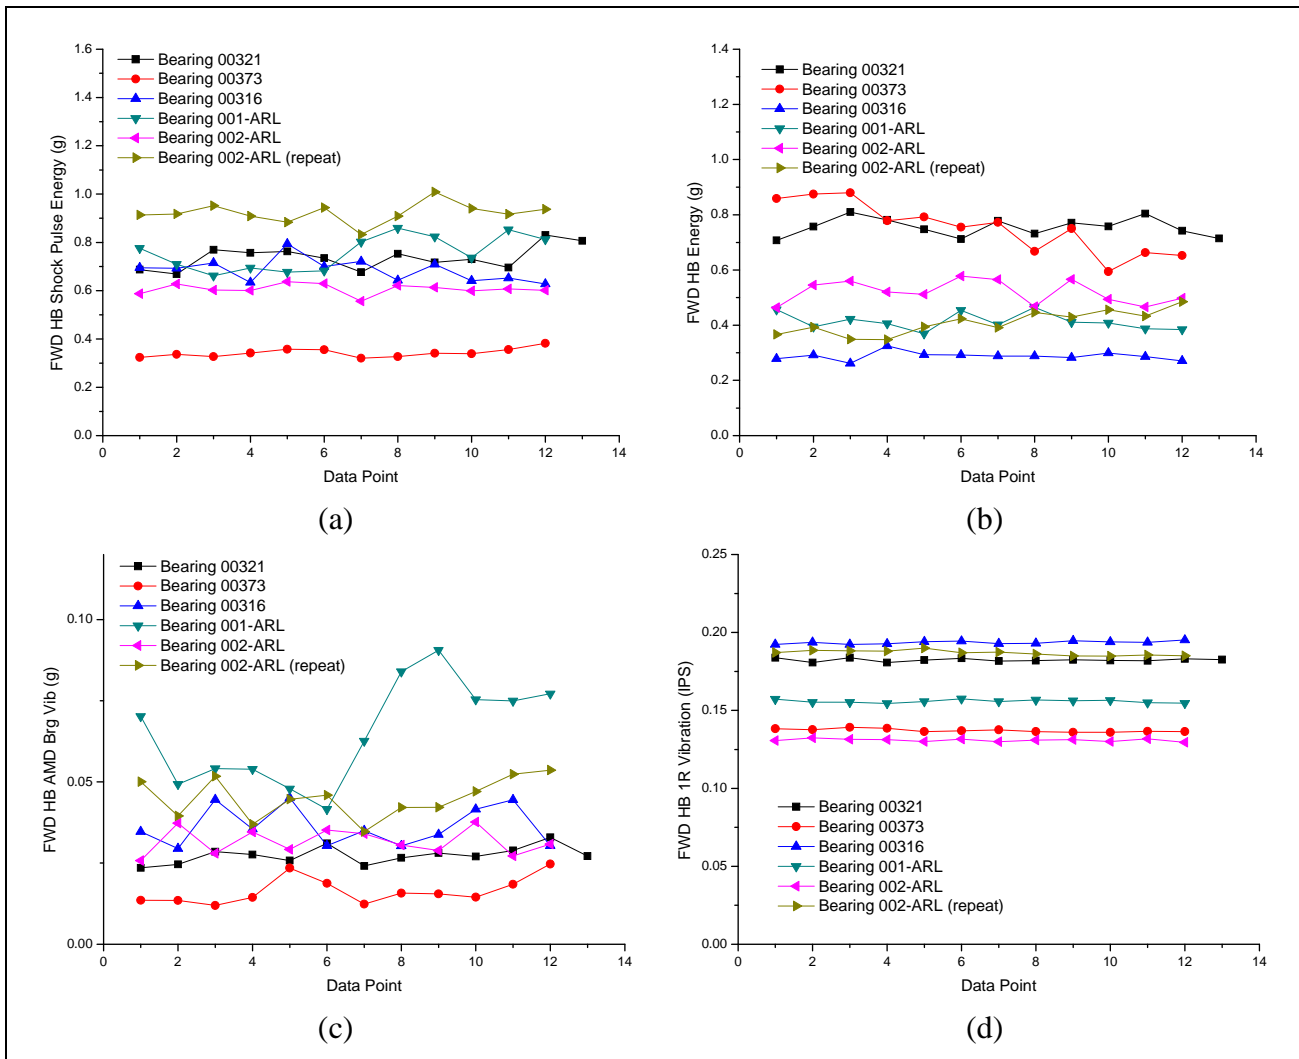 FWD HB Shock Pulse Energy (g)
1.6
1.4
1.2
1.0
0.8
0.6
0.4
0.2
0.0
Bearing 00321
Bearing 00373
Bearing 00316
Bearing 001-ARL
Bearing 002-ARL
Bearing 002-ARL (repeat)
0 2 4 6 8 10 12 14
Data Point
(a)
FWD HB Energy (g)
1.4
1.2
1.0
0.8
0.6
0.4
0.2
0.0
Bearing 00321
Bearing 00373
Bearing 00316
Bearing 001-ARL
Bearing 002-ARL
Bearing 002-ARL (repeat)
0 2 4 6 8 10 12 14
Data Point
(b)
FWD HB AMD Brg Vib (g)
0.10
0.05
0.00
Bearing 00321
Bearing 00373
Bearing 00316
Bearing 001-ARL
Bearing 002-ARL
Bearing 002-ARL (repeat)
0 2 4 6 8 10 12 14
Data Point
(c)
FWD HB 1R Vibration (IPS)
0.25
0.20
0.15
0.10
0.05
0.00
Bearing 00321
Bearing 00373
Bearing 00316
Bearing 001-ARL
Bearing 002-ARL
Bearing 002-ARL (repeat)
0 2 4 6 8 10 12 14
Data Point
(d)